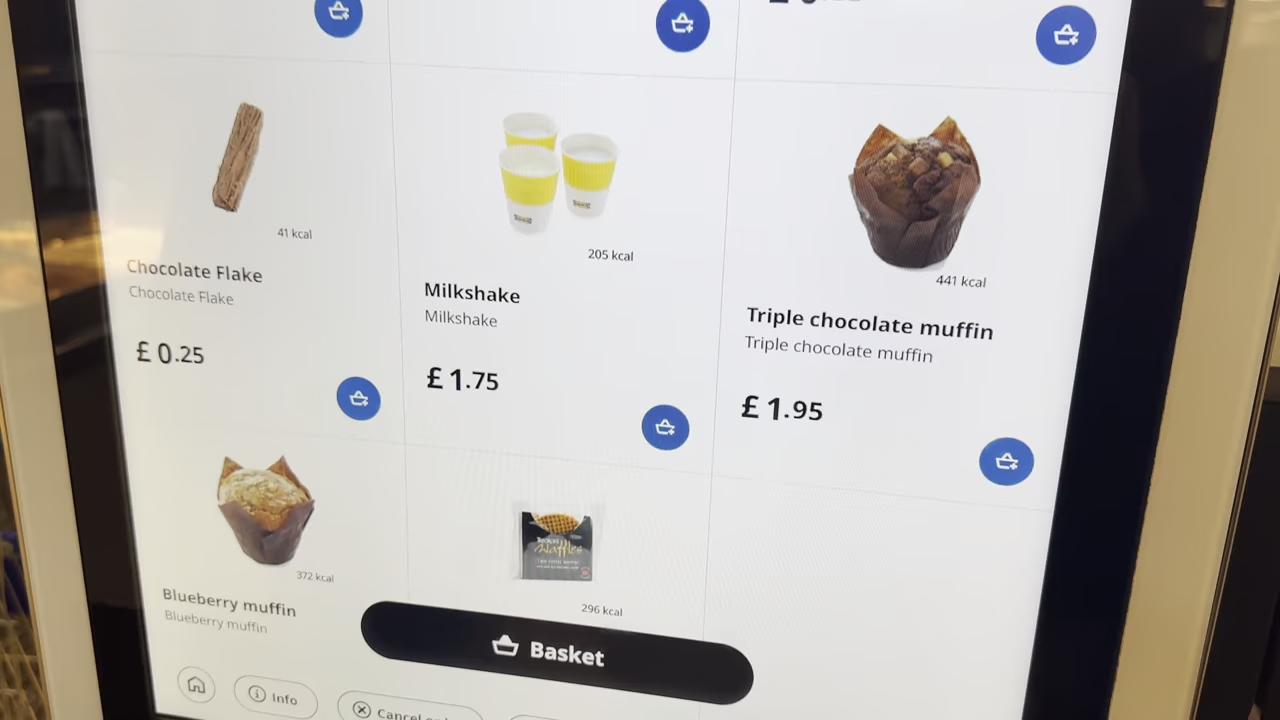 41 kcal
Chocolate Flake
Chocolate Flake
£ 0.25
205 kcal
Milkshake
Milkshake
£ 1.75
441 kcal
Triple chocolate muffin
Triple chocolate muffin
£ 1.95
372 kcal
Blueberry muffin
Blueberry muffin
Waffles
296 kcal
Basket
Info
Cancel